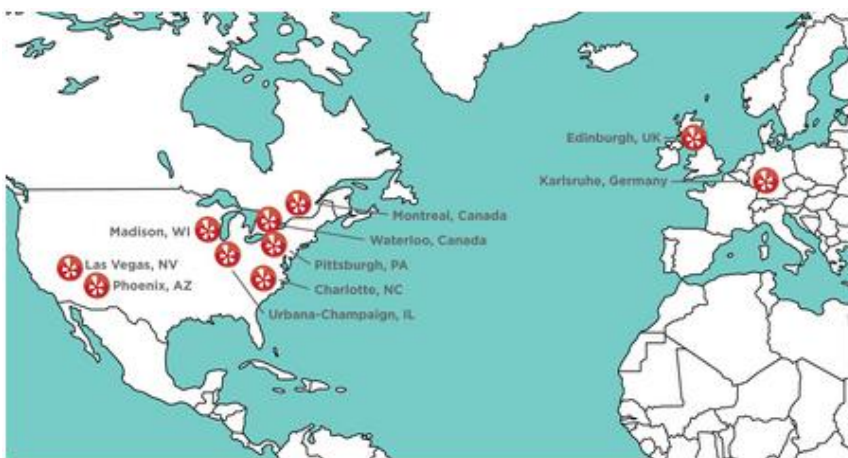 Edinburgh, UK
Karlsruhe, Germany
Montreal, Canada
Madison, WI
Waterloo, Canada
Las Vegas, NV
Pittsburgh, PA
Phoenix, AZ
Charlotte, NC
Urbana-Champaign, IL